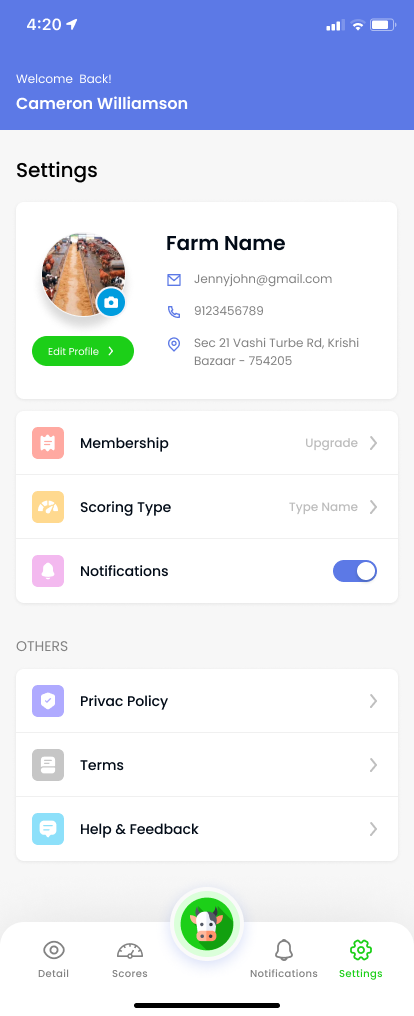 4:20
Welcome Back!
Cameron Williamson
Settings
Farm Name
Jennyjohn@gmail.com
9123456789
Sec 21 Vashi Turbe Rd, Krishi
Bazaar - 754205
Edit Profile
Membership Upgrade
Scoring Type Type Name
Notifications
OTHERS
Privac Policy
Terms
Help & Feedback
Detail Scores Notifications Settings